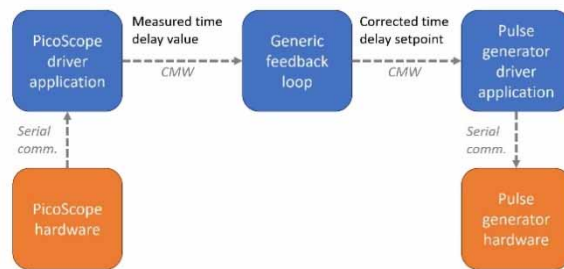 PicoScope
driver
application
Measured time
delay value
CMW
Generic
feedback
loop
Corrected time
delay setpoint
CMW
Pulse
generator
driver
application
Serial
comm.
Serial
comm.
PicoScope
hardware
Pulse
generator
hardware